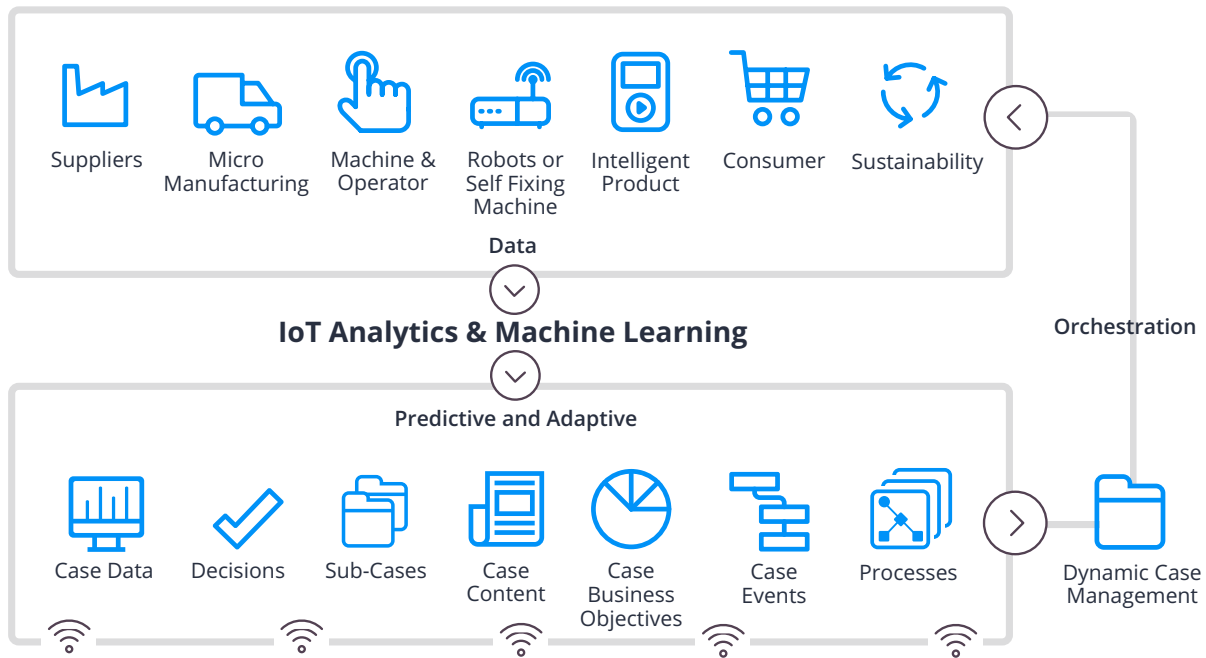 Suppliers
Micro
Manufacturing
Machine &
Operator
Robots or
Self Fixing
Machine
Intelligent
Product
Consumer
Sustainability
Data
IoT Analytics & Machine Learning
Orchestration
Predictive and Adaptive
Case Data
Decisions
Sub-Cases
Case
Content
Case
Business
Objectives
Case
Events
Processes
Dynamic Case
Management